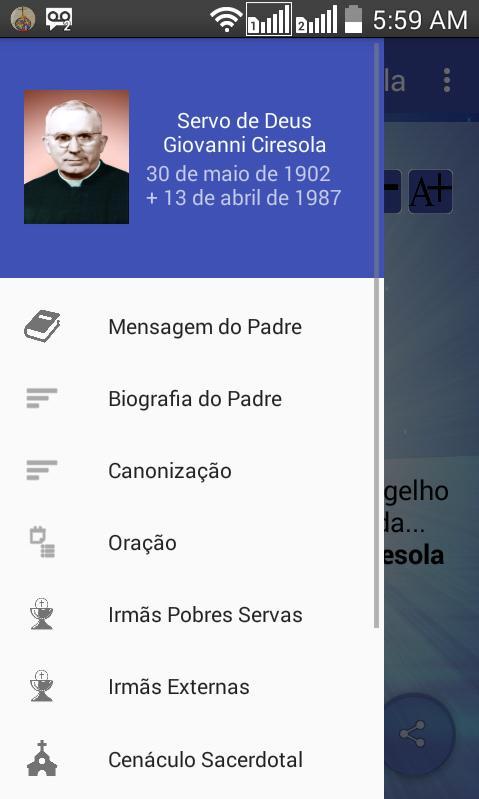 2
1
2
5:59 AM
la
Servo de Deus
Giovanni Ciresola
30 de maio de 1902
+ 13 de abril de 1987
A+
Mensagem do Padre
Biografia do Padre
Canonização
gelho
da...
esola
Oração
Irmãs Pobres Servas
Irmãs Externas
Cenáculo Sacerdotal